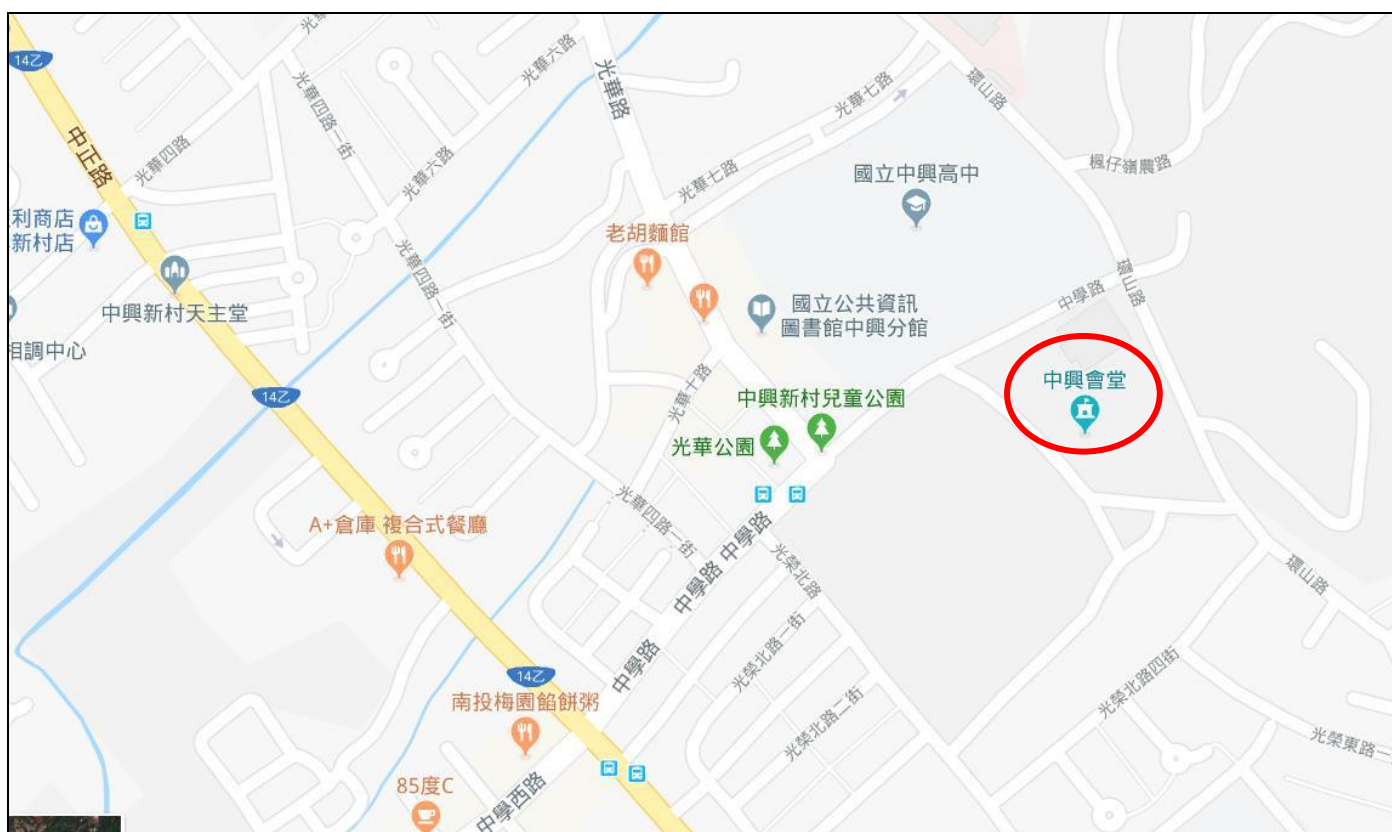 14乙
中正路
光華四路
光華四路一街
光華六路
光華六路
光華路
光華七路
光華七路
環山路
楓仔嶺農路
國立中興高中
利商店
新村店
中興新村天主堂
相調中心
老胡麵館
光華四路一街
國立公共資訊
圖書館中興分館
中學路
環山路
14乙
光華十路
中興新村兒童公園
光華公園
中興會堂
A+倉庫 複合式餐廳
光華四路一街
中學路
中學路
光榮北路
環山路
中學路
光榮北路一街
光榮北路二街
光榮北路四街
光榮東路一
14乙
南投梅園餡餅粥
85度C
中學西路